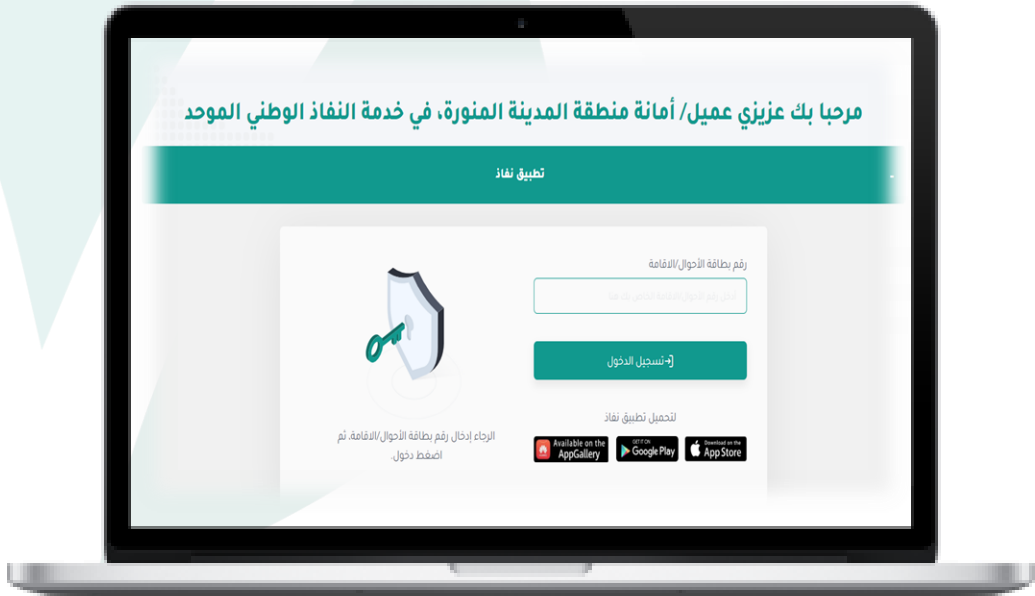 مرحبا بك عزيزي عميل/ أمانة منطقة المدينة المنورة، في خدمة النفاذ الوطني الموحد
تطبيق نفاذ
رقم بطاقة الأحوال/الاقامة
تسجيل الدخول
لتحميل تطبيق نفاذ
Available on the
AppGallery
GET IT ON
Google Play
Download on the
App Store
الرجاء إدخال رقم بطاقة الأحوال/الاقامة، ثم
اضغط دخول.